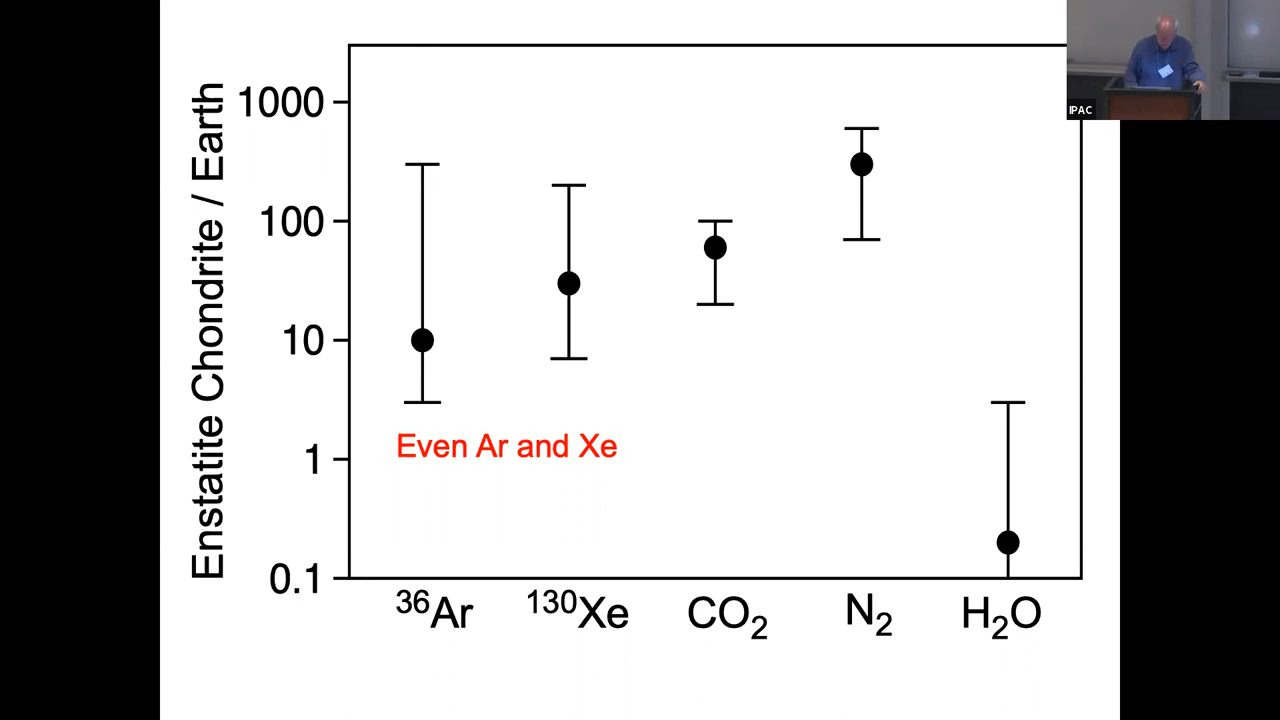 Enstatite Chondrite / Earth
1000
100
10
1
0.1
Even Ar and Xe
³⁶Ar
¹³⁰Xe
CO₂
N₂
H₂O
IPAC